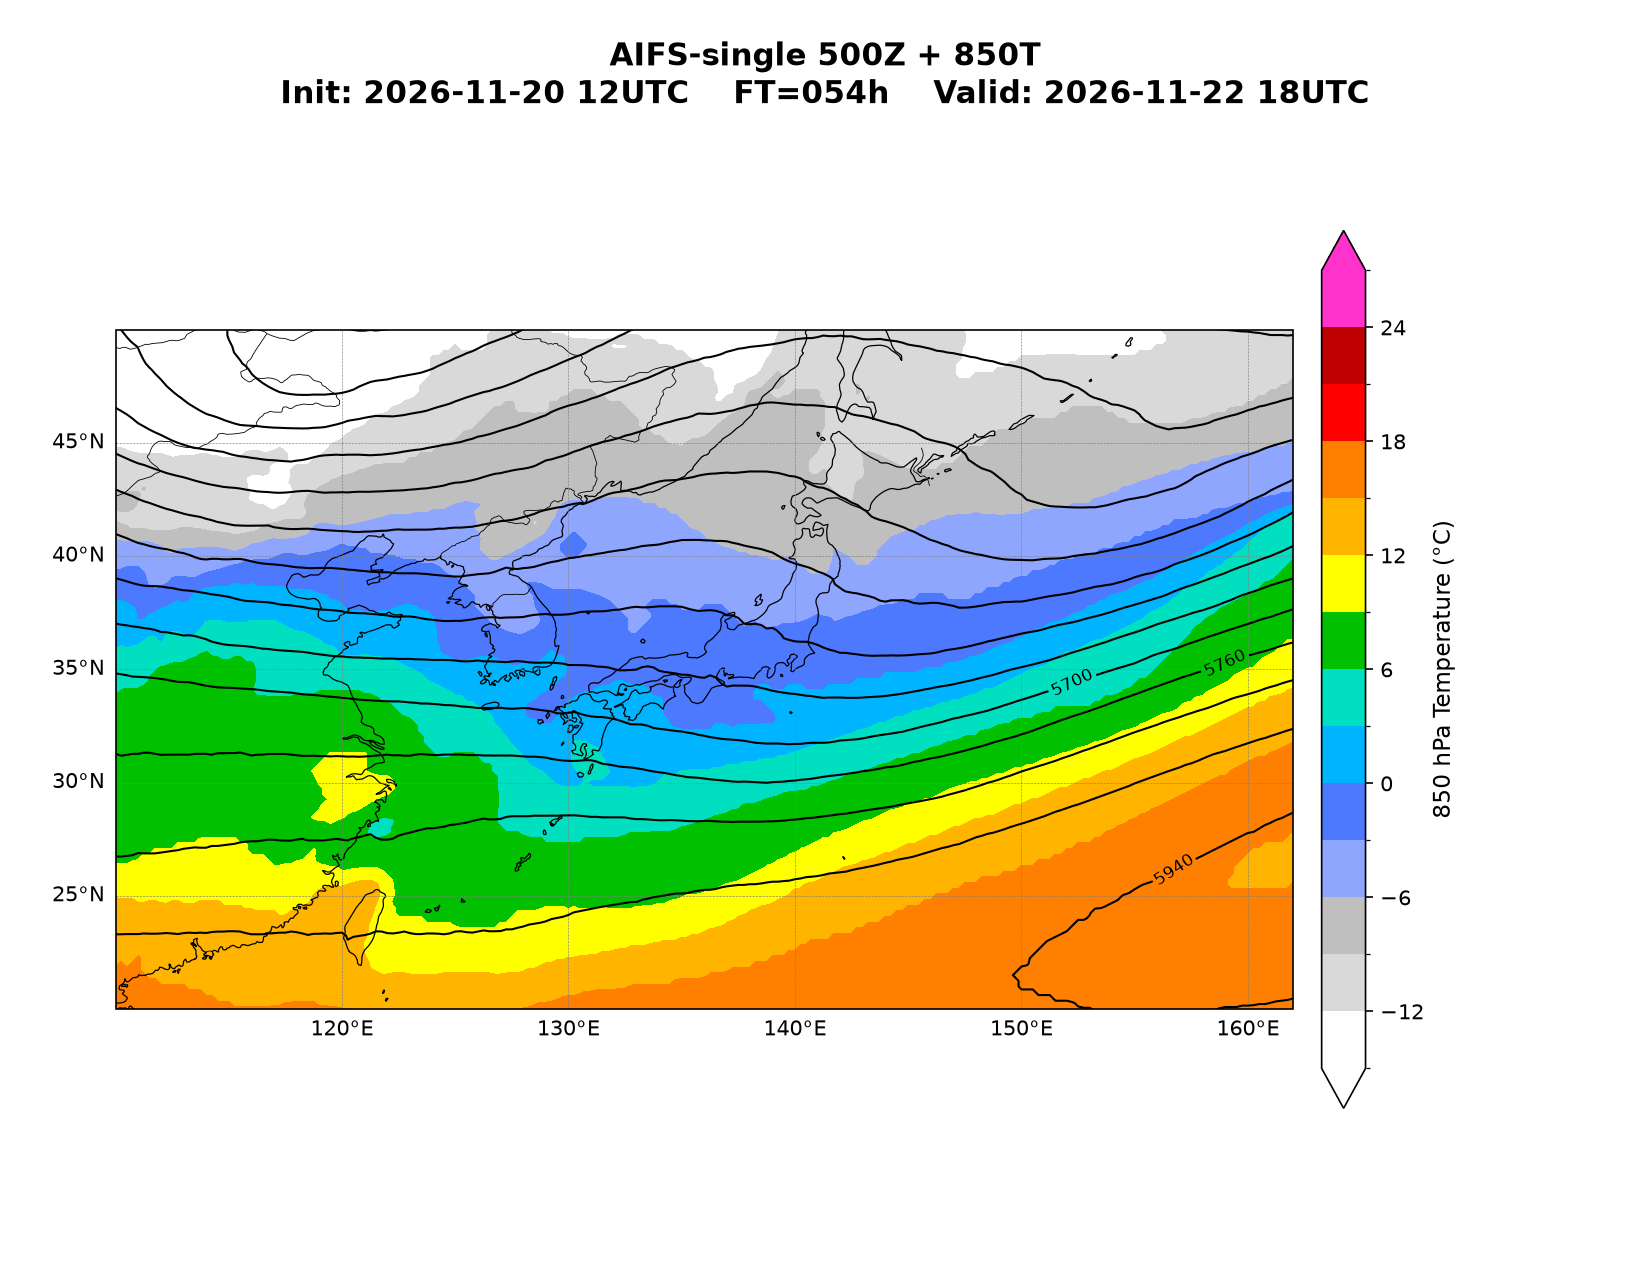 AIFS-single 500Z + 850T
Init: 2026-11-20 12UTC    FT=054h    Valid: 2026-11-22 18UTC
45°N
40°N
35°N
30°N
25°N
120°E
130°E
140°E
150°E
160°E
5700
5760
5940
24
18
12
6
0
−6
−12
850 hPa Temperature (°C)